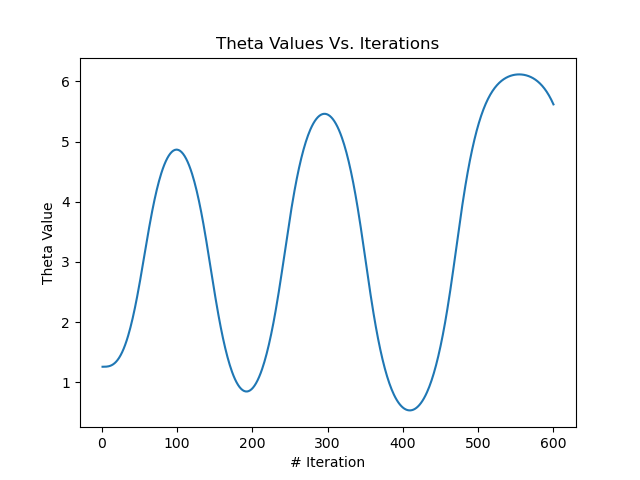 Theta Values Vs. Iterations
6
5
4
3
2
1
Theta Value
0 100 200 300 400 500 600
# Iteration